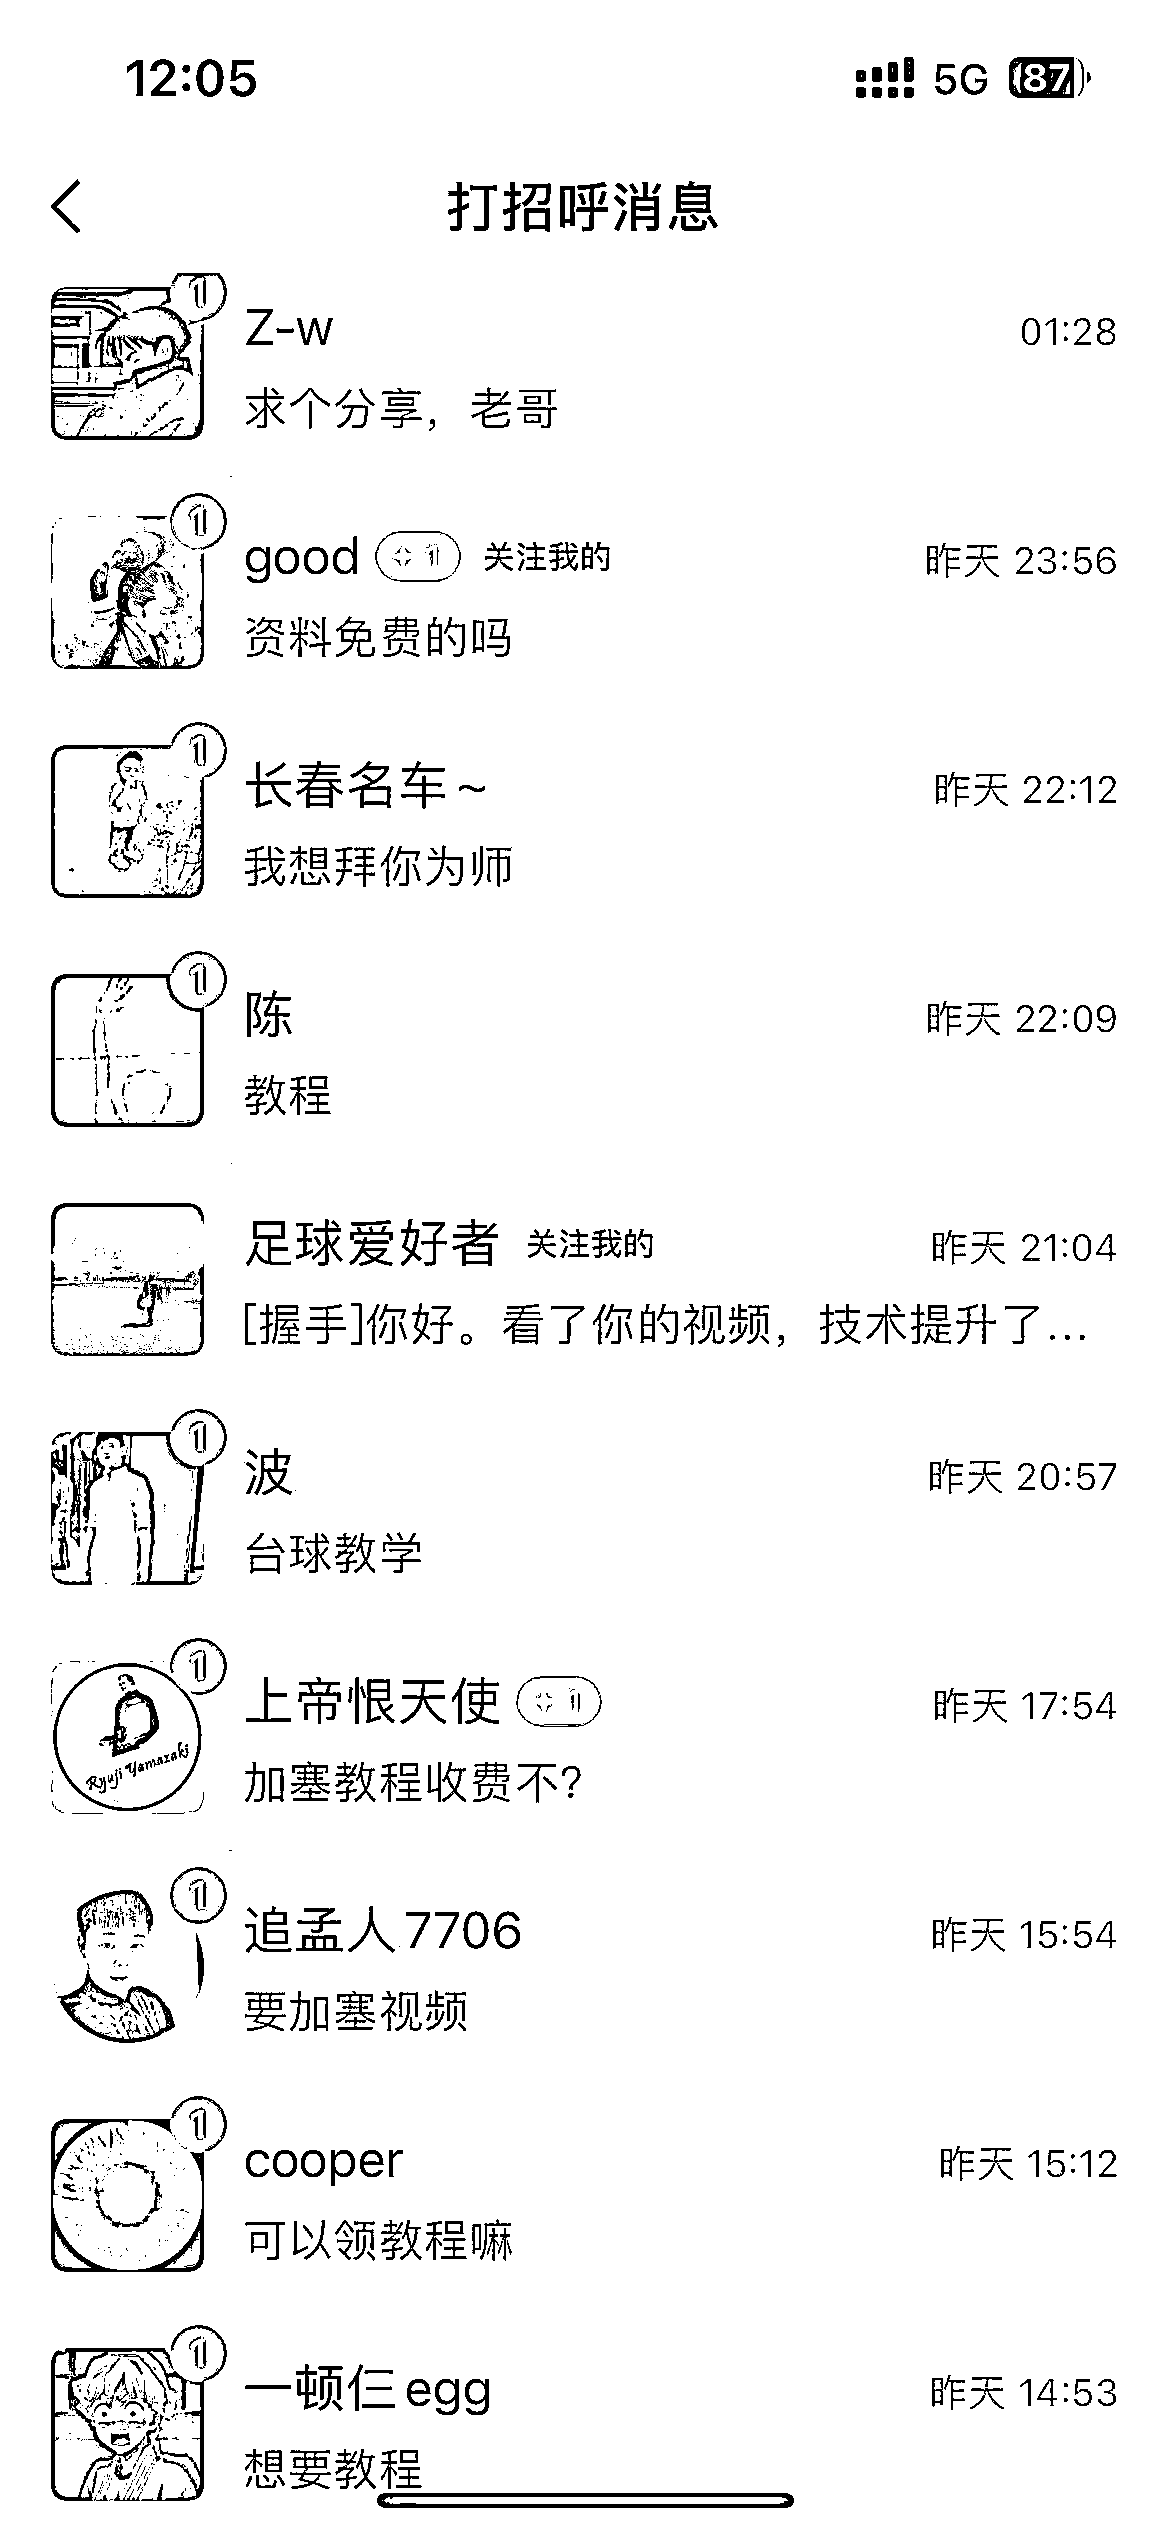 12:05 5G 87
打招呼消息
1
Z-w 01:28
求个分享，老哥
1
good 1 关注我的 昨天 23:56
资料免费的吗
1
长春名车~ 昨天 22:12
我想拜你为师
1
陈 昨天 22:09
教程
足球爱好者 关注我的 昨天 21:04
[握手]你好。看了你的视频，技术提升了...
1
波 昨天 20:57
台球教学
1
上帝恨天使 1 昨天 17:54
Ryuji Yamazaki
加塞教程收费不？
1
追孟人7706 昨天 15:54
要加塞视频
1
cooper 昨天 15:12
可以领教程嘛
1
一顿仨egg 昨天 14:53
想要教程